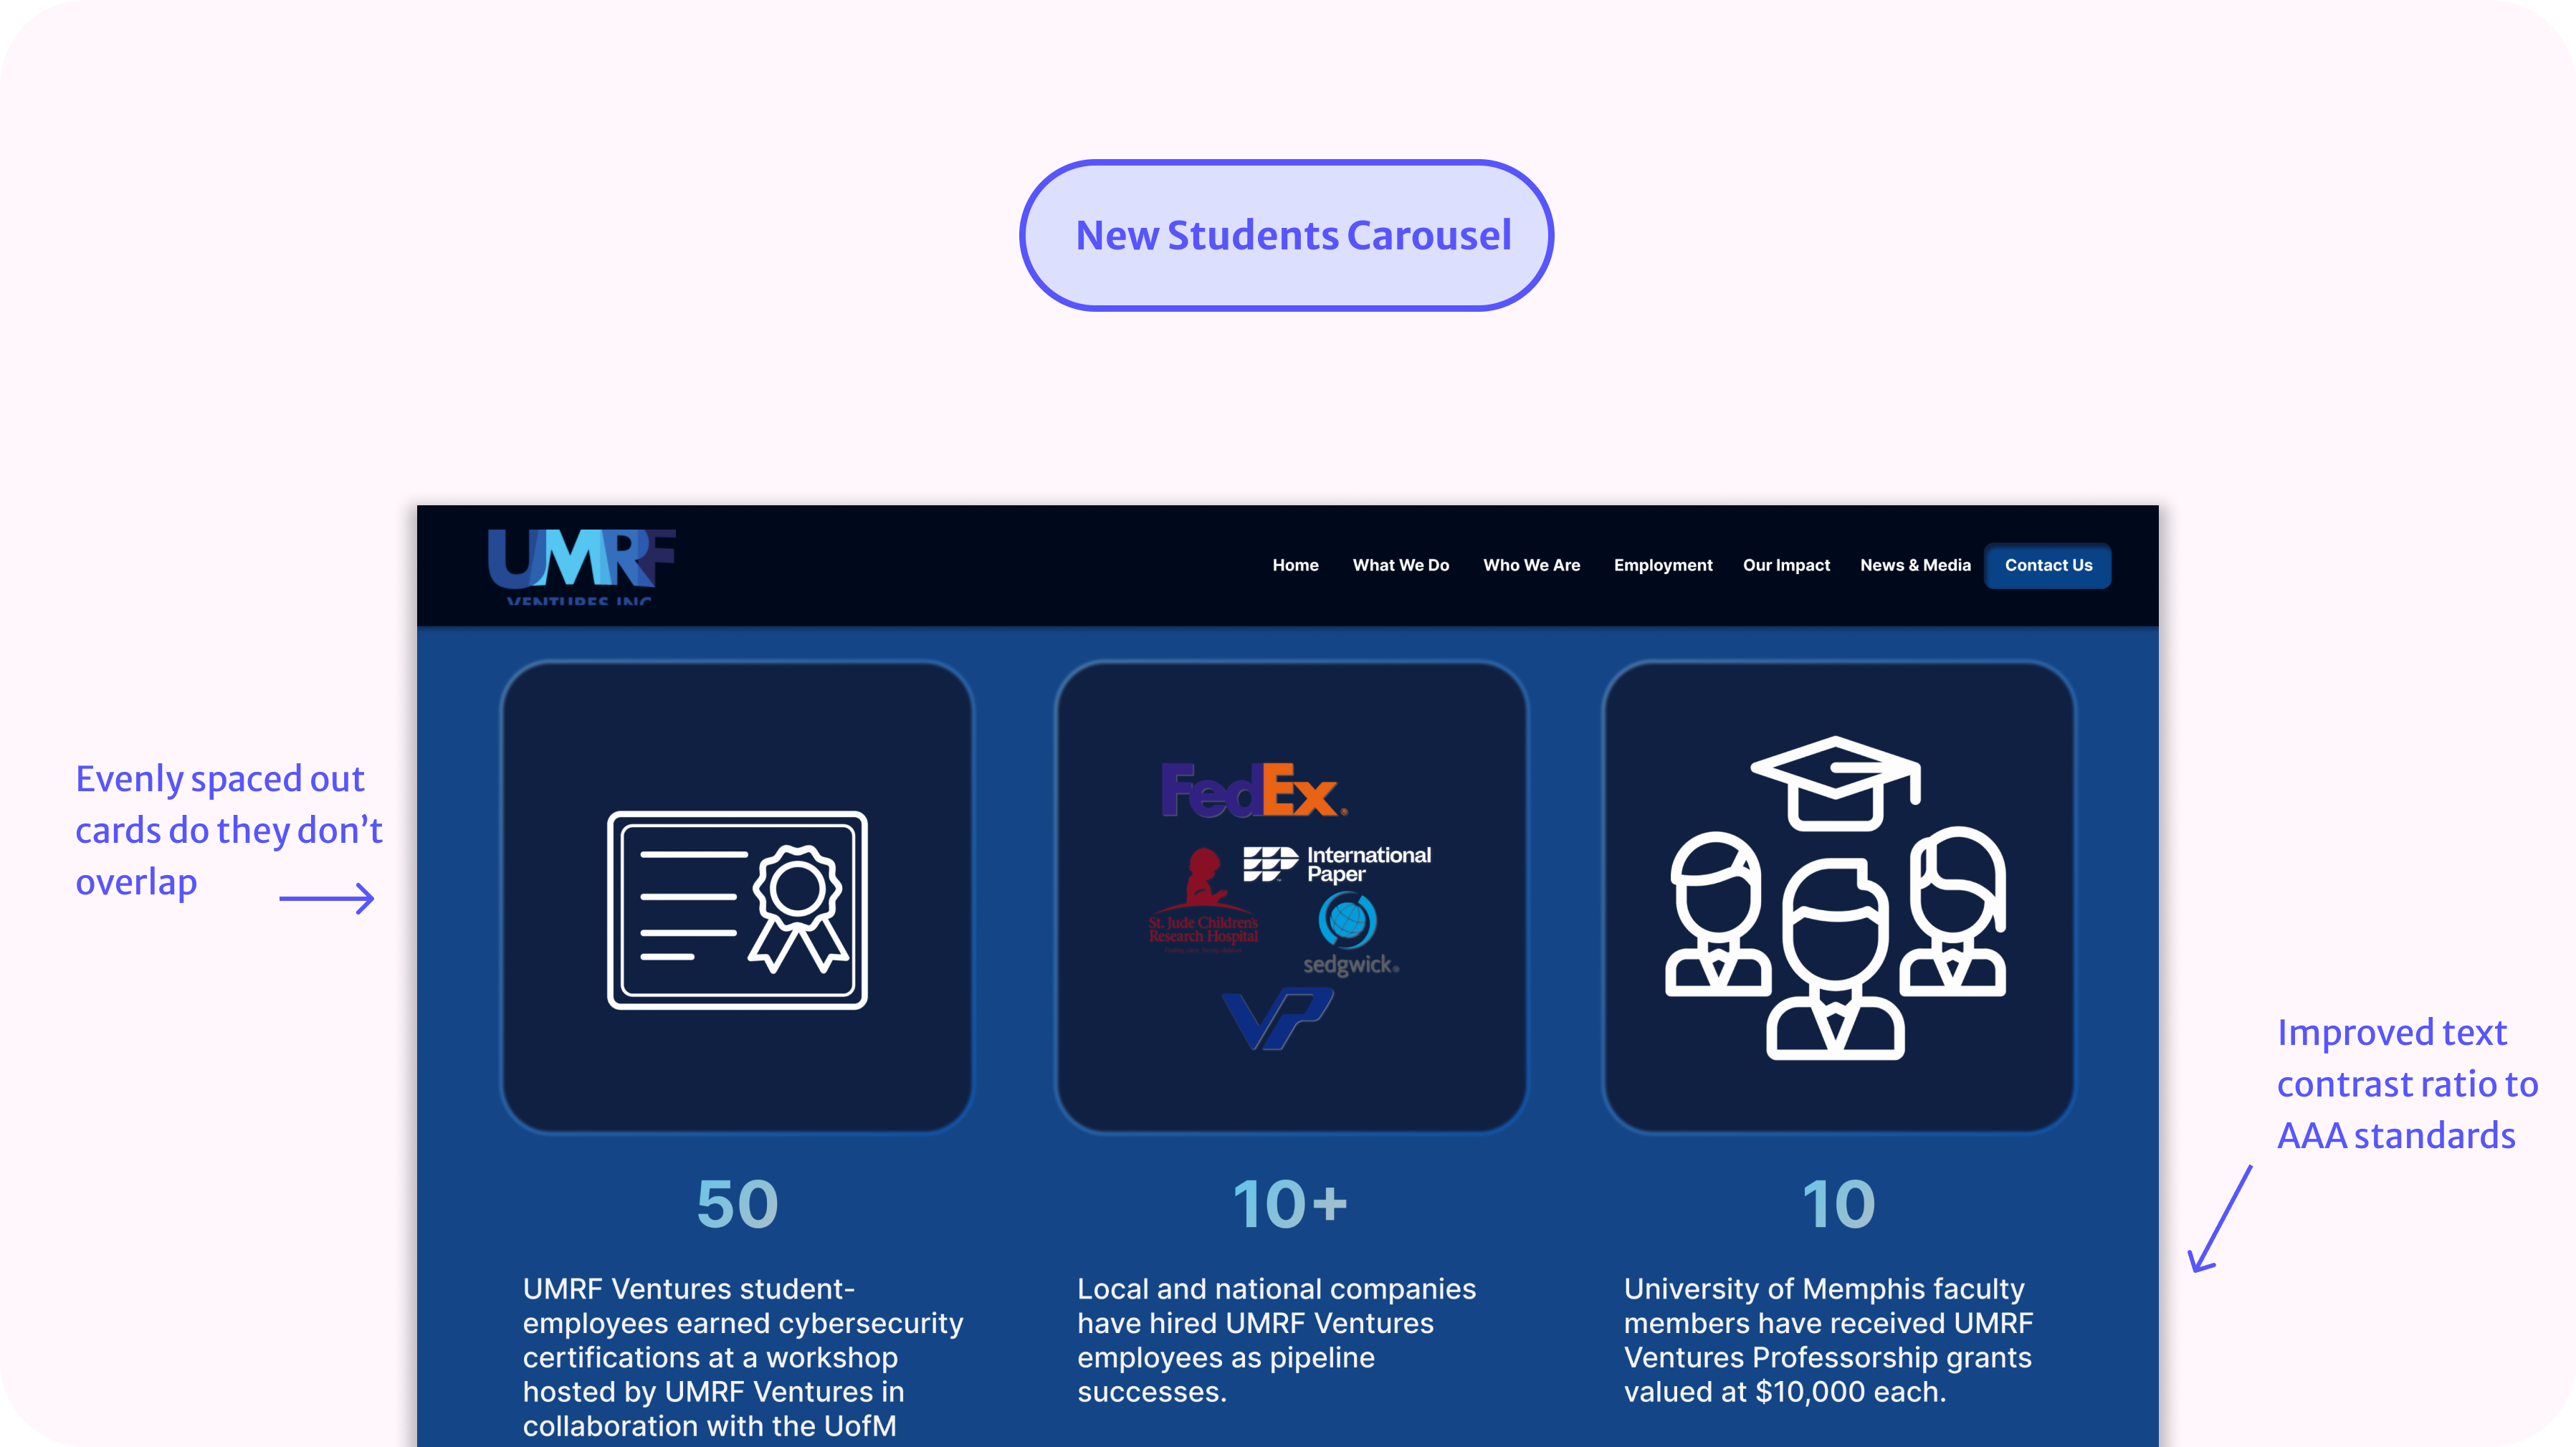 New Students Carousel
UMRF
VENTURES INC
Home What We Do Who We Are Employment Our Impact News & Media Contact Us
Evenly spaced out
cards do they don’t
overlap
FedEx®
International
Paper
St. Jude Children's
Research Hospital
sedgwick®
VP
Improved text
contrast ratio to
AAA standards
50
UMRF Ventures student-
employees earned cybersecurity
certifications at a workshop
hosted by UMRF Ventures in
collaboration with the UofM
10+
Local and national companies
have hired UMRF Ventures
employees as pipeline
successes.
10
University of Memphis faculty
members have received UMRF
Ventures Professorship grants
valued at $10,000 each.